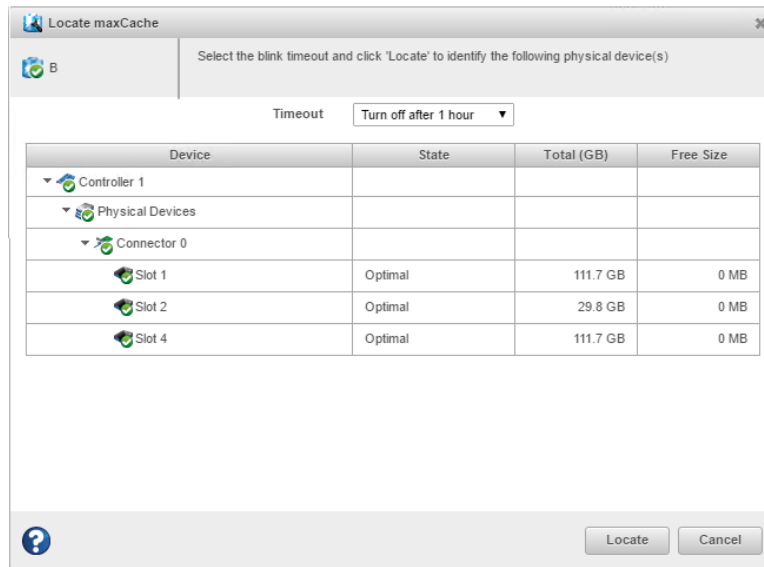 Locate maxCache
B
Select the blink timeout and click 'Locate' to identify the following physical device(s)
Timeout Turn off after 1 hour
Device State Total (GB) Free Size
Controller 1
Physical Devices
Connector 0
Slot 1 Optimal 111.7 GB 0 MB
Slot 2 Optimal 29.8 GB 0 MB
Slot 4 Optimal 111.7 GB 0 MB
Locate Cancel